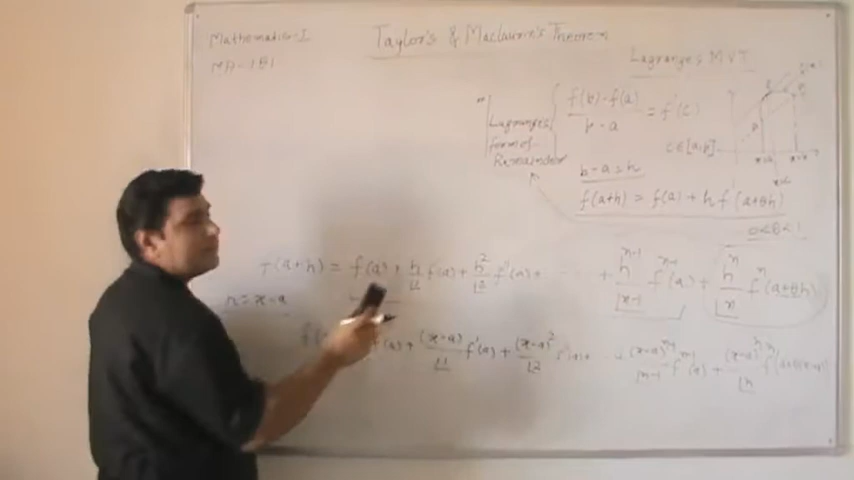 Mathematics-I
Taylor's & Maclaurin's Theorem
MA-181
Lagrange's MVT
Lagrange's form of Remainder
(f(b)-f(a))/(b-a) = f'(c)
c∈[a,b]
b-a=h
f(a+h) = f(a) + h f'(a+θh)
0<θ<1
f(a+h) = f(a) + h/⌊1 f'(a) + h²/⌊2 f''(a) + ... + h^(n-1)/⌊n-1 f^(n-1)(a) + h^n/⌊n f^n(a+θh)
h = x-a
f(a) + (x-a)/⌊1 f'(a) + (x-a)²/⌊2 f''(a) + ... + (x-a)^(n-1)/⌊n-1 f^(n-1)(a) + (x-a)^n/⌊n f^n(a+θ(x-a))